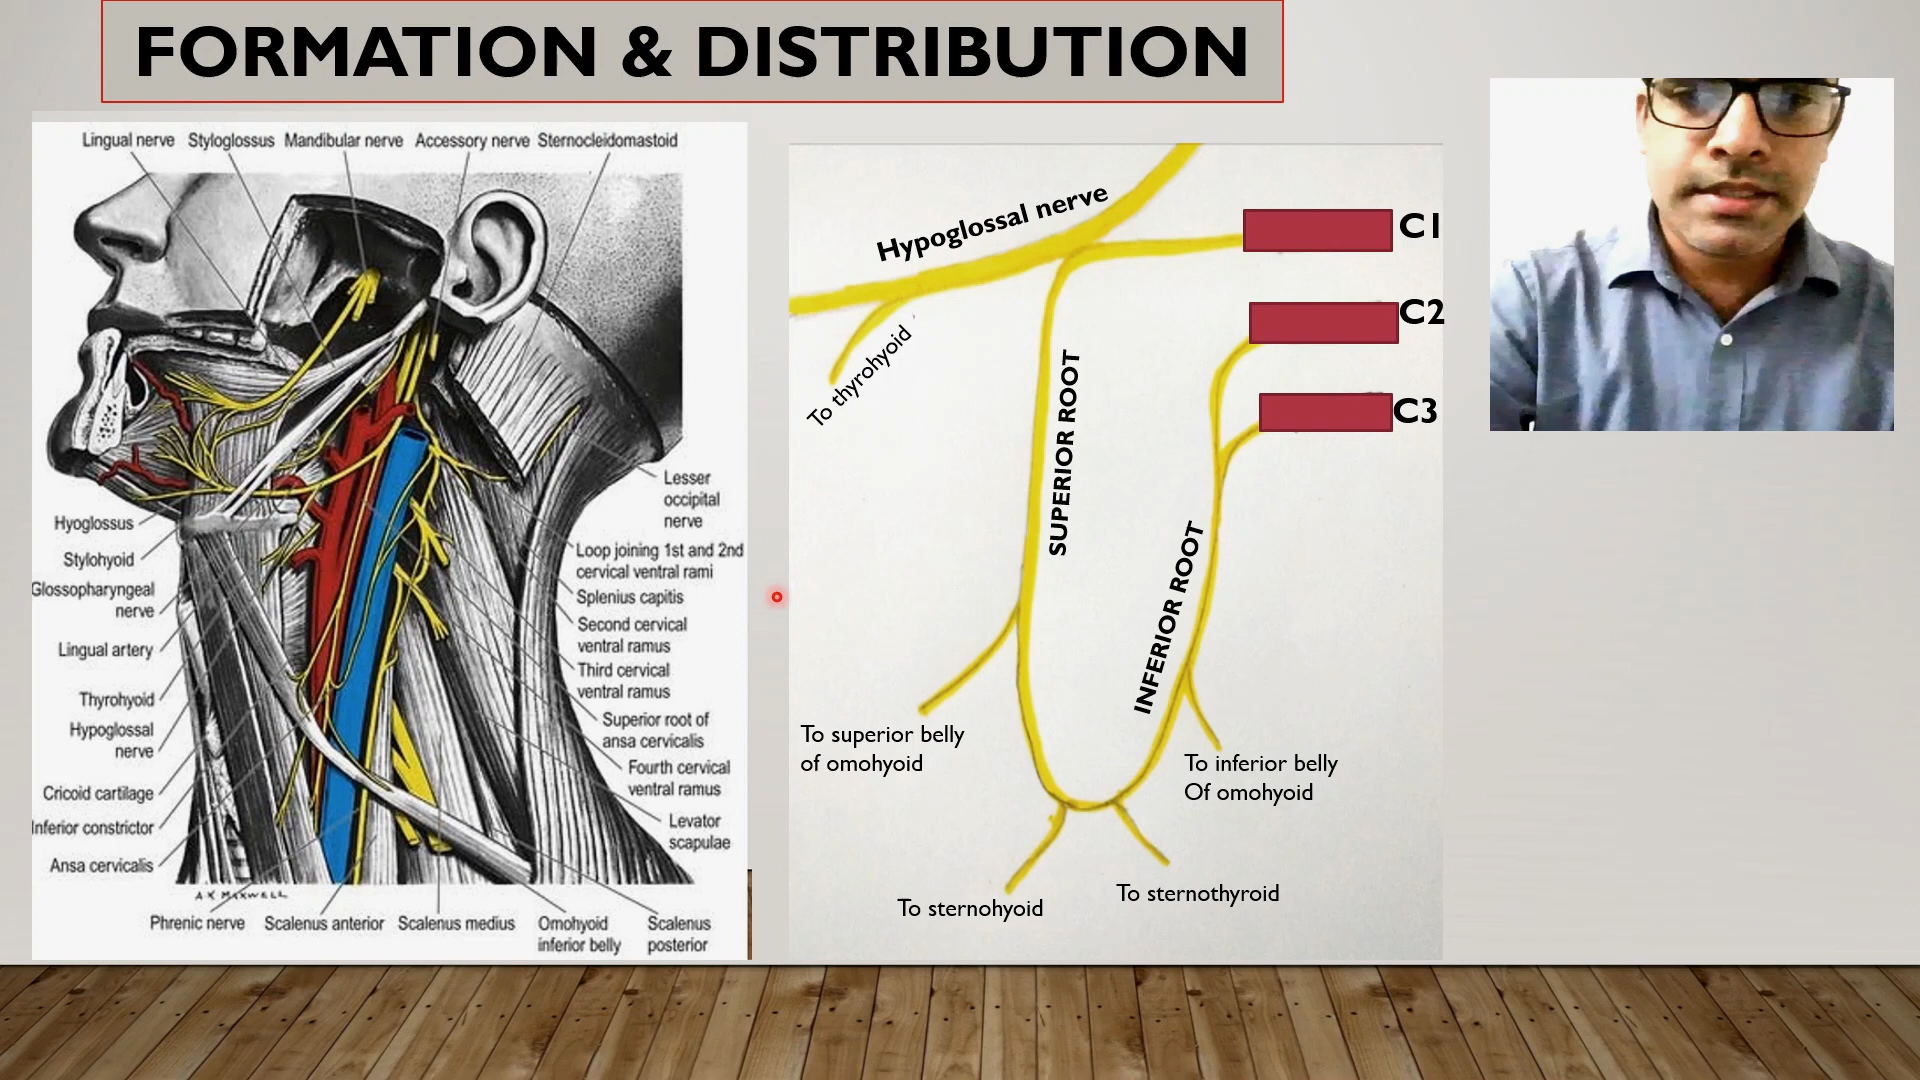 FORMATION & DISTRIBUTION
Lingual nerve
Styloglossus
Mandibular nerve
Accessory nerve
Sternocleidomastoid
Hyoglossus
Stylohyoid
Glossopharyngeal
nerve
Lingual artery
Thyrohyoid
Hypoglossal
nerve
Cricoid cartilage
Inferior constrictor
Ansa cervicalis
Lesser
occipital
nerve
Loop joining 1st and 2nd
cervical ventral rami
Splenius capitis
Second cervical
ventral ramus
Third cervical
ventral ramus
Superior root of
ansa cervicalis
Fourth cervical
ventral ramus
Levator
scapulae
A K MAXWELL
Phrenic nerve
Scalenus anterior
Scalenus medius
Omohyoid
inferior belly
Scalenus
posterior
Hypoglossal nerve
C1
C2
C3
To thyrohyoid
SUPERIOR ROOT
INFERIOR ROOT
To superior belly
of omohyoid
To inferior belly
Of omohyoid
To sternohyoid
To sternothyroid